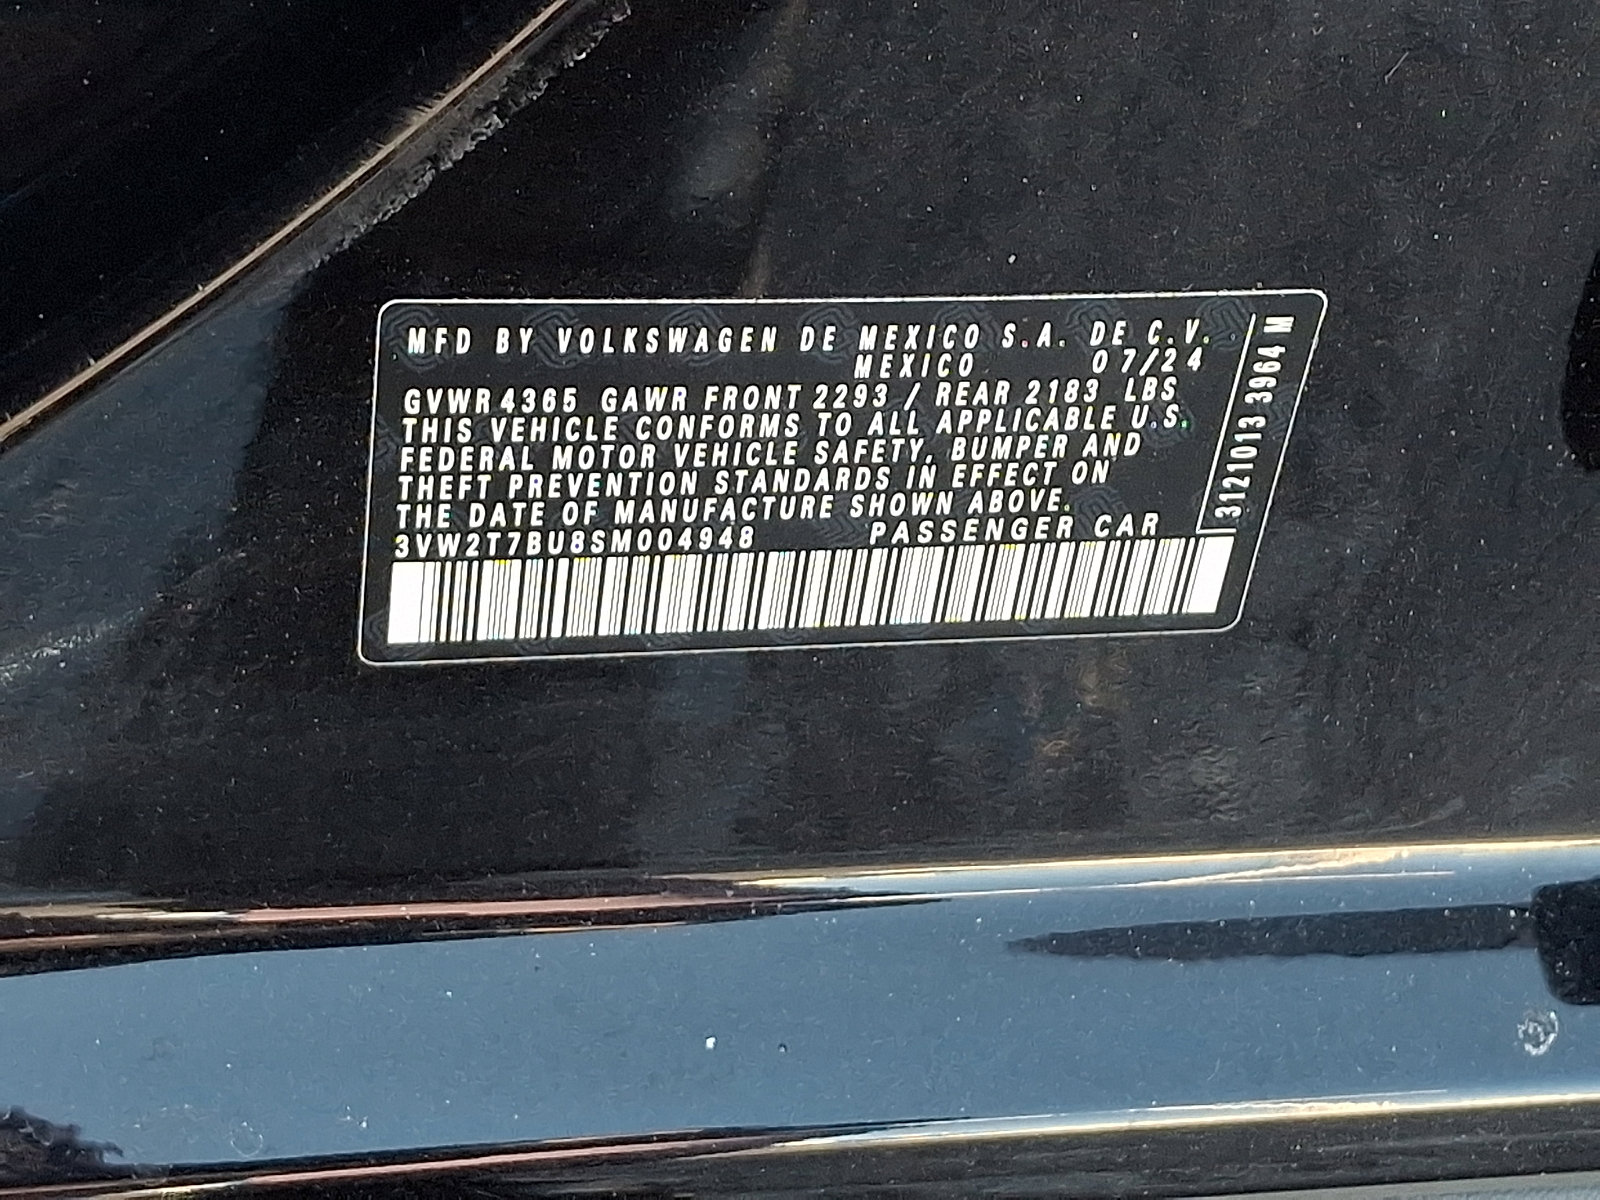 MFD BY VOLKSWAGEN DE MEXICO S.A. DE C.V.
MEXICO 07/24
GVWR 4365 GAWR FRONT 2293 / REAR 2183 LBS
THIS VEHICLE CONFORMS TO ALL APPLICABLE U.S.
FEDERAL MOTOR VEHICLE SAFETY, BUMPER AND
THEFT PREVENTION STANDARDS IN EFFECT ON
THE DATE OF MANUFACTURE SHOWN ABOVE.
3VW2T7BU8SM004948 PASSENGER CAR
3121013 3964 M